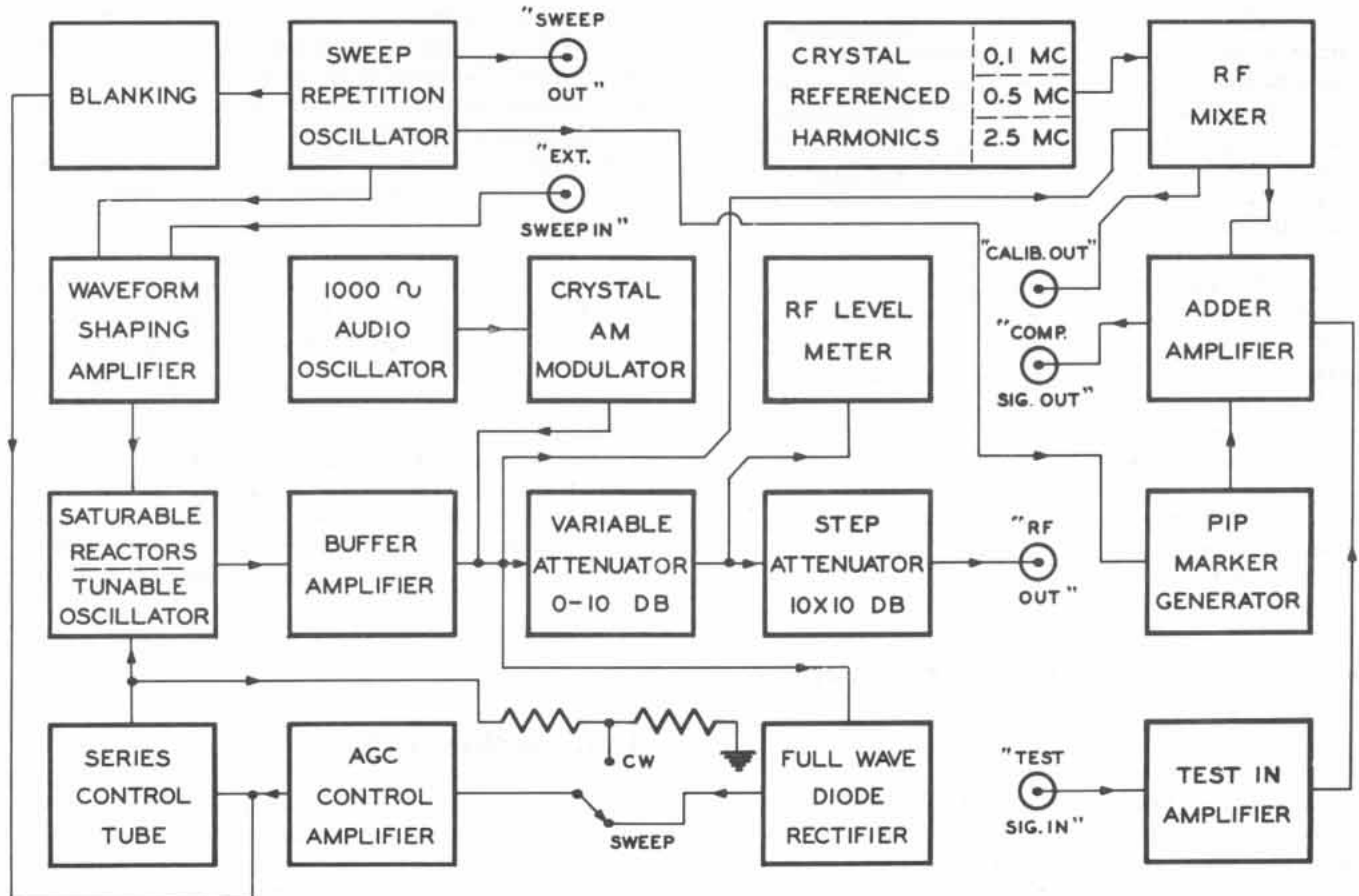 BLANKING
SWEEP
REPETITION
OSCILLATOR
"SWEEP
OUT"
"EXT.
SWEEP IN"
CRYSTAL
REFERENCED
HARMONICS
0.1 MC
0.5 MC
2.5 MC
RF
MIXER
WAVEFORM
SHAPING
AMPLIFIER
1000 ∿
AUDIO
OSCILLATOR
CRYSTAL
AM
MODULATOR
RF LEVEL
METER
"CALIB. OUT"
"COMP.
SIG. OUT"
ADDER
AMPLIFIER
SATURABLE
REACTORS
TUNABLE
OSCILLATOR
BUFFER
AMPLIFIER
VARIABLE
ATTENUATOR
0-10 DB
STEP
ATTENUATOR
10X10 DB
"RF
OUT"
PIP
MARKER
GENERATOR
SERIES
CONTROL
TUBE
AGC
CONTROL
AMPLIFIER
CW
SWEEP
FULL WAVE
DIODE
RECTIFIER
"TEST
SIG. IN"
TEST IN
AMPLIFIER